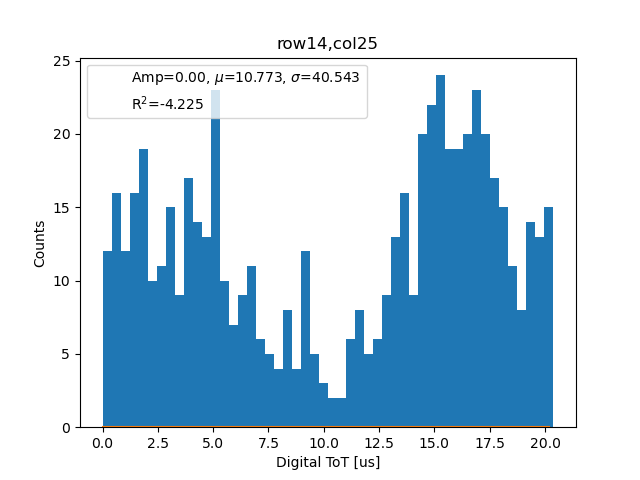 row14,col25
Amp=0.00, μ=10.773, σ=40.543
R²=-4.225
25
20
15
10
5
0
Counts
0.0 2.5 5.0 7.5 10.0 12.5 15.0 17.5 20.0
Digital ToT [us]